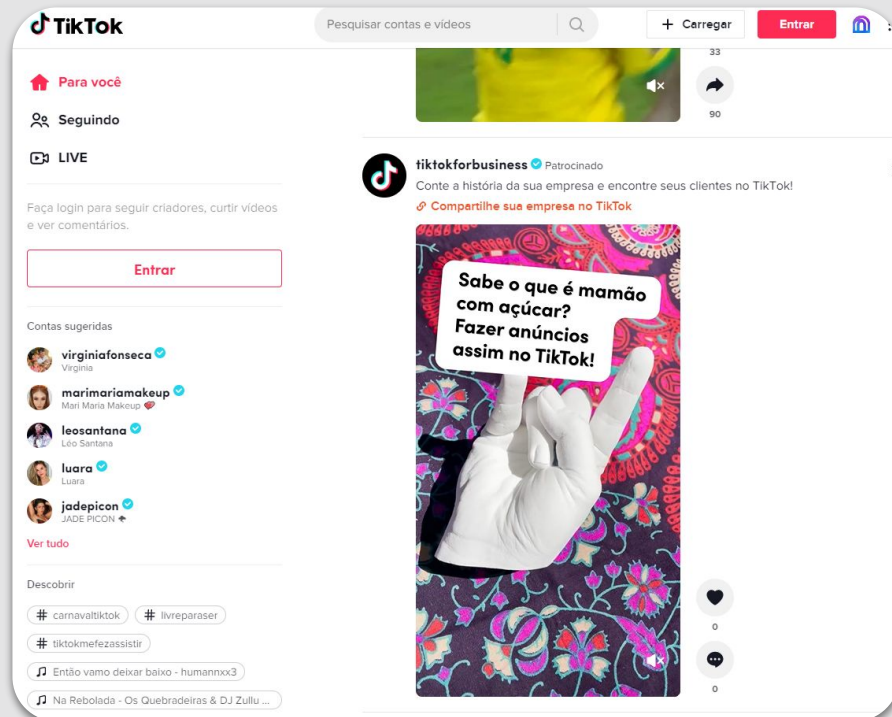 TikTok
Pesquisar contas e vídeos
+ Carregar
Entrar
Para você
Seguindo
LIVE
Faça login para seguir criadores, curtir vídeos
e ver comentários.
Entrar
Contas sugeridas
virginiafonseca
Virginia
marimariamakeup
Mari Maria Makeup
leosantana
Léo Santana
luara
Luara
jadepicon
JADE PICON
Ver tudo
Descobrir
# carnavaltiktok
# livreparaser
# tiktokmefezassistir
Então vamo deixar baixo - humannxx3
Na Rebolada - Os Quebradeiras & DJ Zullu ...
33
90
tiktokforbusiness Patrocinado
Conte a história da sua empresa e encontre seus clientes no TikTok!
Compartilhe sua empresa no TikTok
Sabe o que é mamão
com açúcar?
Fazer anúncios
assim no TikTok!
0
0